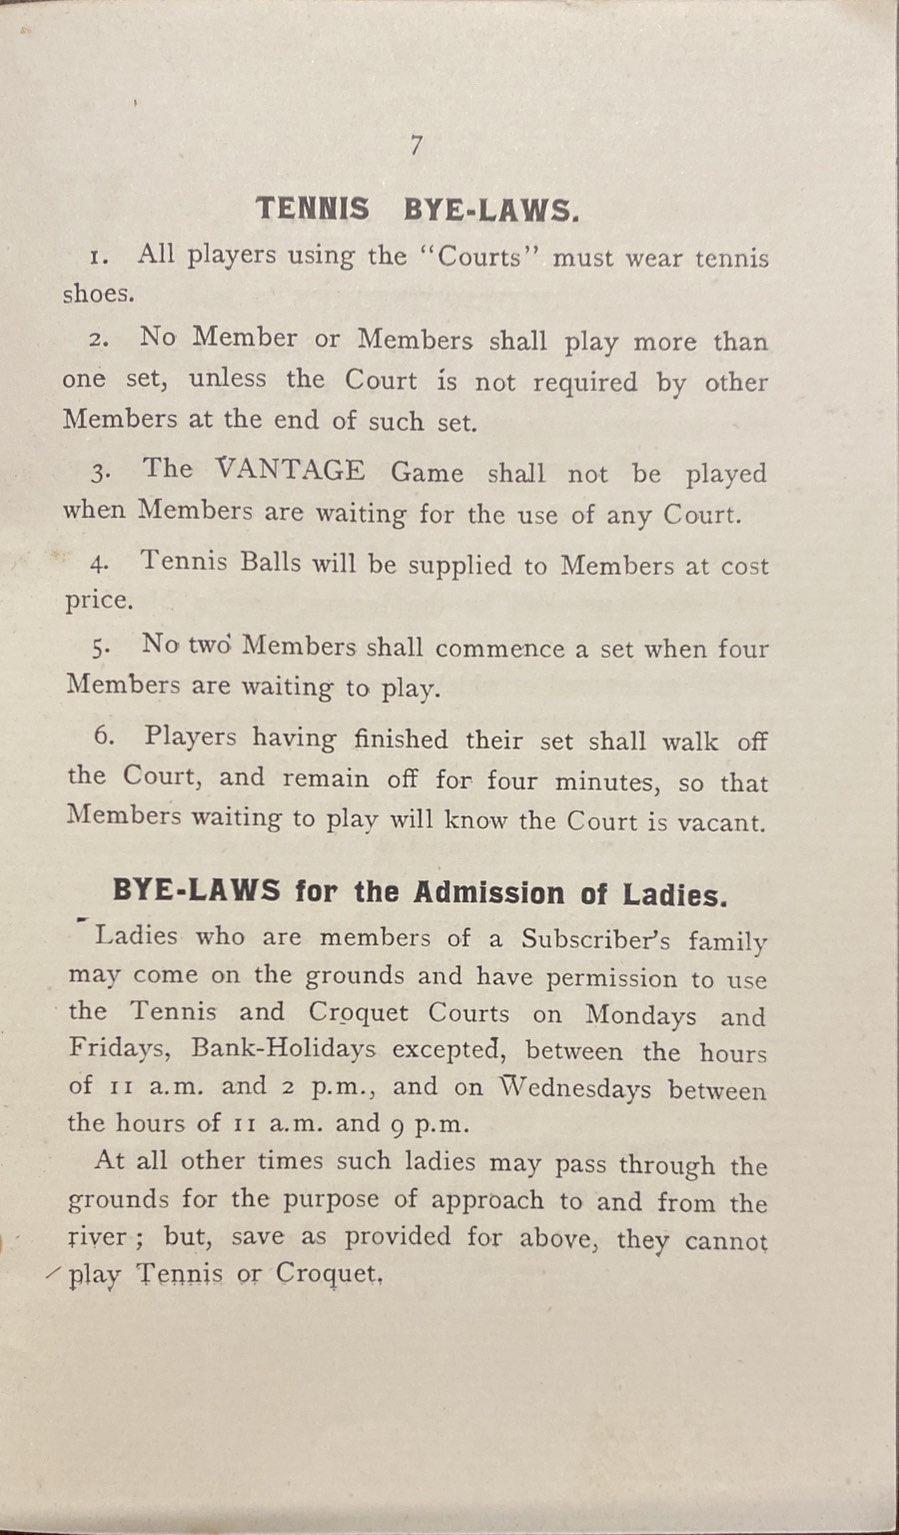 7
TENNIS BYE-LAWS.
1. All players using the “Courts” must wear tennis
shoes.
2. No Member or Members shall play more than
one set, unless the Court is not required by other
Members at the end of such set.
3. The VANTAGE Game shall not be played
when Members are waiting for the use of any Court.
4. Tennis Balls will be supplied to Members at cost
price.
5. No two Members shall commence a set when four
Members are waiting to play.
6. Players having finished their set shall walk off
the Court, and remain off for four minutes, so that
Members waiting to play will know the Court is vacant.
BYE-LAWS for the Admission of Ladies.
Ladies who are members of a Subscriber’s family
may come on the grounds and have permission to use
the Tennis and Croquet Courts on Mondays and
Fridays, Bank-Holidays excepted, between the hours
of 11 a.m. and 2 p.m., and on Wednesdays between
the hours of 11 a.m. and 9 p.m.
At all other times such ladies may pass through the
grounds for the purpose of approach to and from the
river ; but, save as provided for above, they cannot
play Tennis or Croquet.